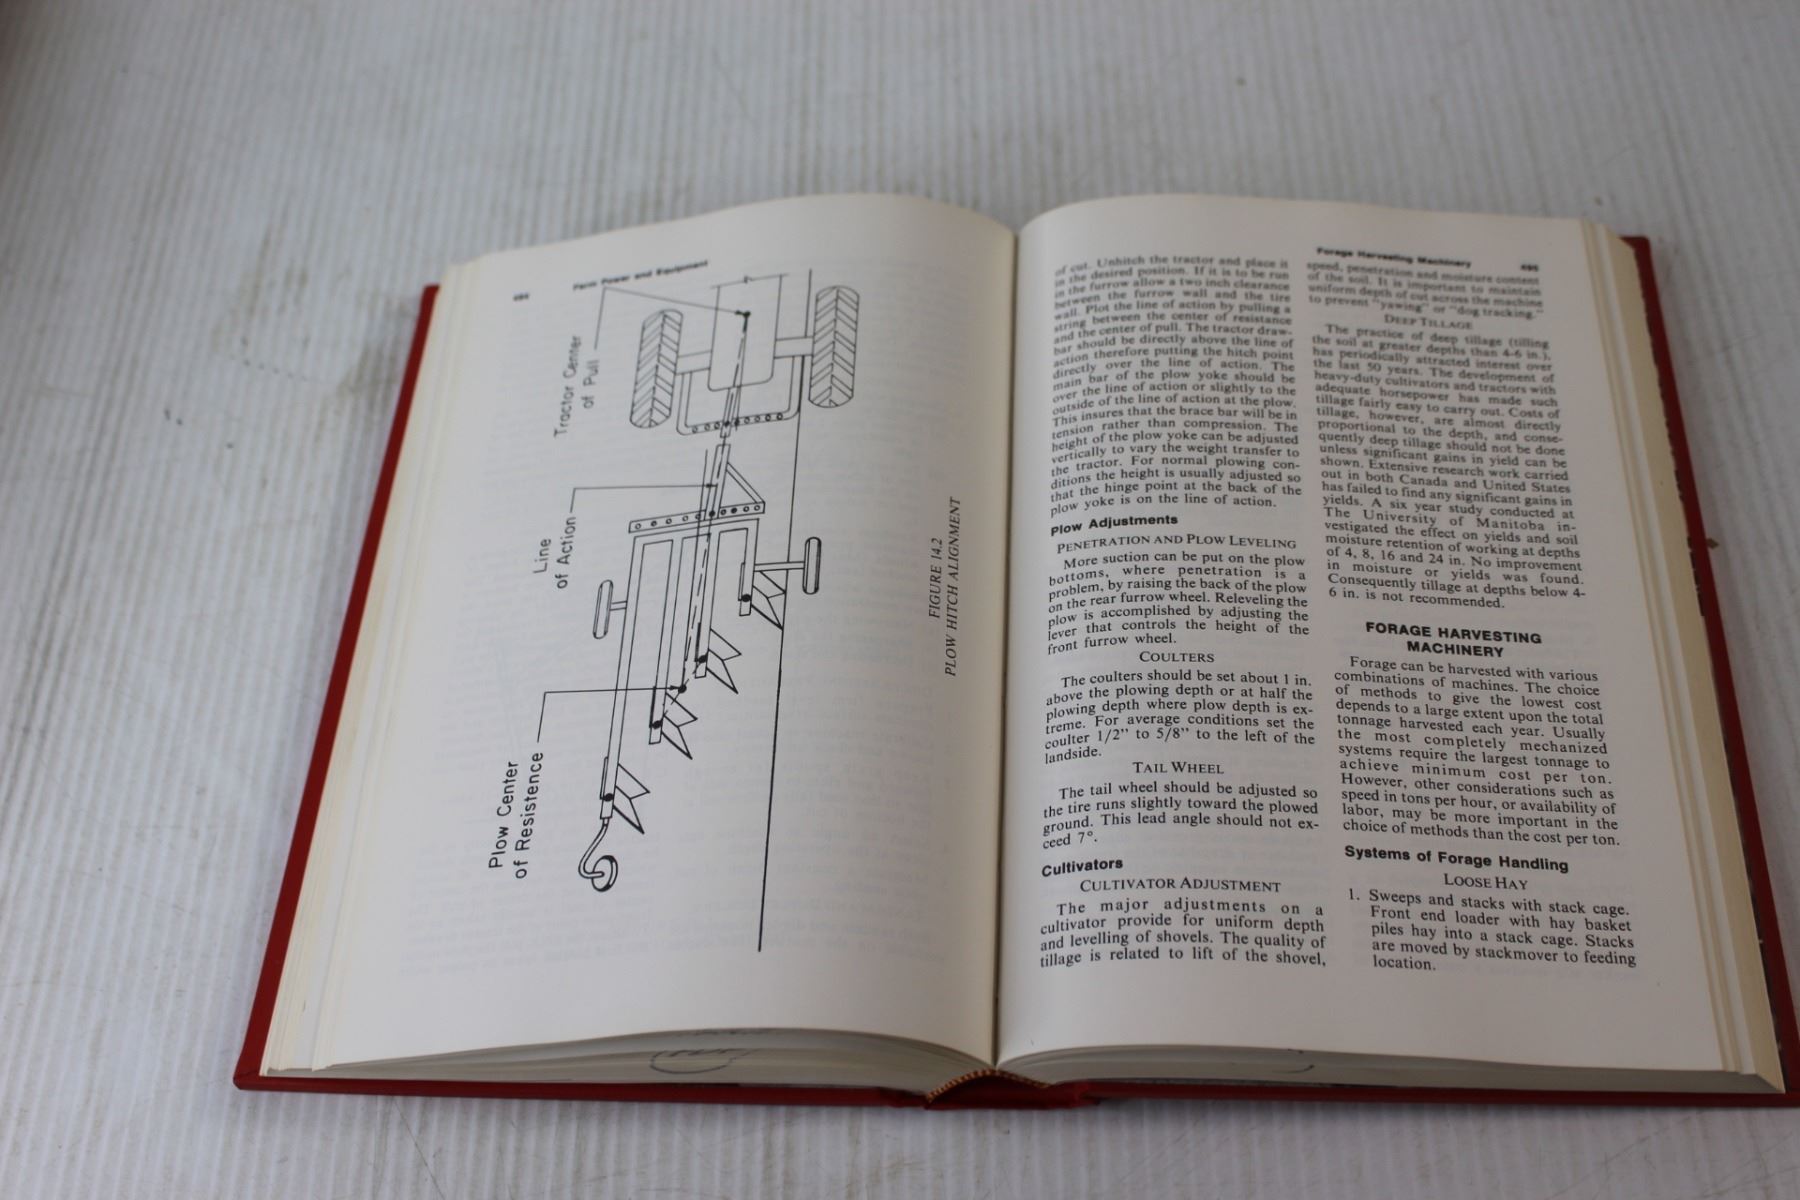 494
Farm Power and Equipment
Tractor Center
of Pull
Line
of Action
Plow Center
of Resistence
FIGURE 14.2
PLOW HITCH ALIGNMENT
Forage Harvesting Machinery 495
of cut. Unhitch the tractor and place it
in the desired position. If it is to be run
in the furrow allow a two inch clearance
between the furrow wall and the tire
wall. Plot the line of action by pulling a
string between the center of resistance
and the center of pull. The tractor draw-
bar should be directly above the line of
action therefore putting the hitch point
directly over the line of action. The
main bar of the plow yoke should be
over the line of action or slightly to the
outside of the line of action at the plow.
This insures that the brace bar will be in
tension rather than compression. The
height of the plow yoke can be adjusted
vertically to vary the weight transfer to
the tractor. For normal plowing con-
ditions the height is usually adjusted so
that the hinge point at the back of the
plow yoke is on the line of action.
Plow Adjustments
PENETRATION AND PLOW LEVELING
More suction can be put on the plow
bottoms, where penetration is a
problem, by raising the back of the plow
on the rear furrow wheel. Releveling the
plow is accomplished by adjusting the
lever that controls the height of the
front furrow wheel.
COULTERS
The coulters should be set about 1 in.
above the plowing depth or at half the
plowing depth where plow depth is ex-
treme. For average conditions set the
coulter 1/2" to 5/8" to the left of the
landside.
TAIL WHEEL
The tail wheel should be adjusted so
the tire runs slightly toward the plowed
ground. This lead angle should not ex-
ceed 7°.
Cultivators
CULTIVATOR ADJUSTMENT
The major adjustments on a
cultivator provide for uniform depth
and levelling of shovels. The quality of
tillage is related to lift of the shovel,
speed, penetration and moisture content
of the soil. It is important to maintain
uniform depth of cut across the machine
to prevent "yawing" or "dog tracking."
DEEP TILLAGE
The practice of deep tillage (tilling
the soil at greater depths than 4-6 in.),
has periodically attracted interest over
the last 50 years. The development of
heavy-duty cultivators and tractors with
adequate horsepower has made such
tillage fairly easy to carry out. Costs of
tillage, however, are almost directly
proportional to the depth, and conse-
quently deep tillage should not be done
unless significant gains in yield can be
shown. Extensive research work carried
out in both Canada and United States
has failed to find any significant gains in
yields. A six year study conducted at
The University of Manitoba in-
vestigated the effect on yields and soil
moisture retention of working at depths
of 4, 8, 16 and 24 in. No improvement
in moisture or yields was found.
Consequently tillage at depths below 4-
6 in. is not recommended.
FORAGE HARVESTING
MACHINERY
Forage can be harvested with various
combinations of machines. The choice
of methods to give the lowest cost
depends to a large extent upon the total
tonnage harvested each year. Usually
the most completely mechanized
systems require the largest tonnage to
achieve minimum cost per ton.
However, other considerations such as
speed in tons per hour, or availability of
labor, may be more important in the
choice of methods than the cost per ton.
Systems of Forage Handling
LOOSE HAY
1. Sweeps and stacks with stack cage.
Front end loader with hay basket
piles hay into a stack cage. Stacks
are moved by stackmover to feeding
location.